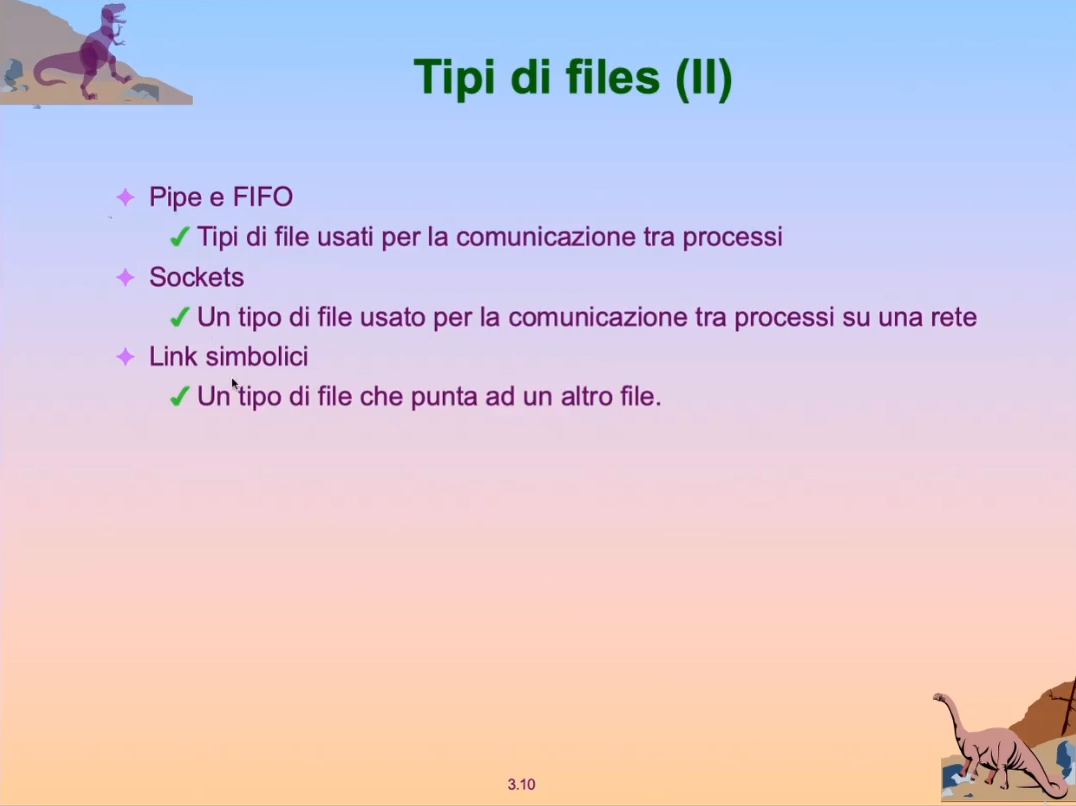 Tipi di files (II)
Pipe e FIFO
Tipi di file usati per la comunicazione tra processi
Sockets
Un tipo di file usato per la comunicazione tra processi su una rete
Link simbolici
Un tipo di file che punta ad un altro file.
3.10